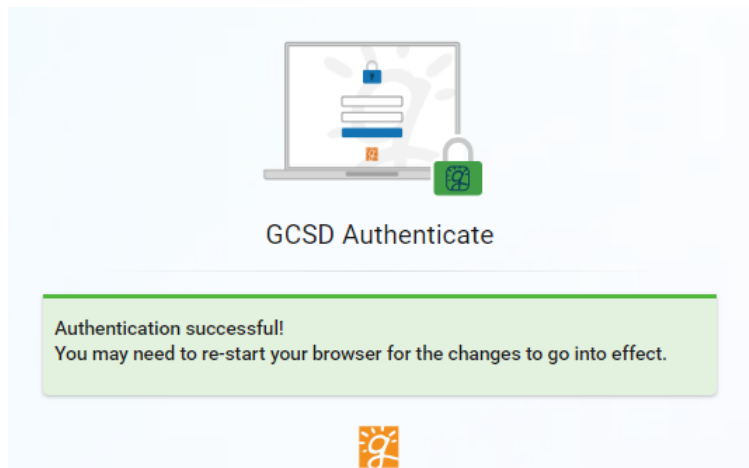 GCSD Authenticate
Authentication successful!
You may need to re-start your browser for the changes to go into effect.